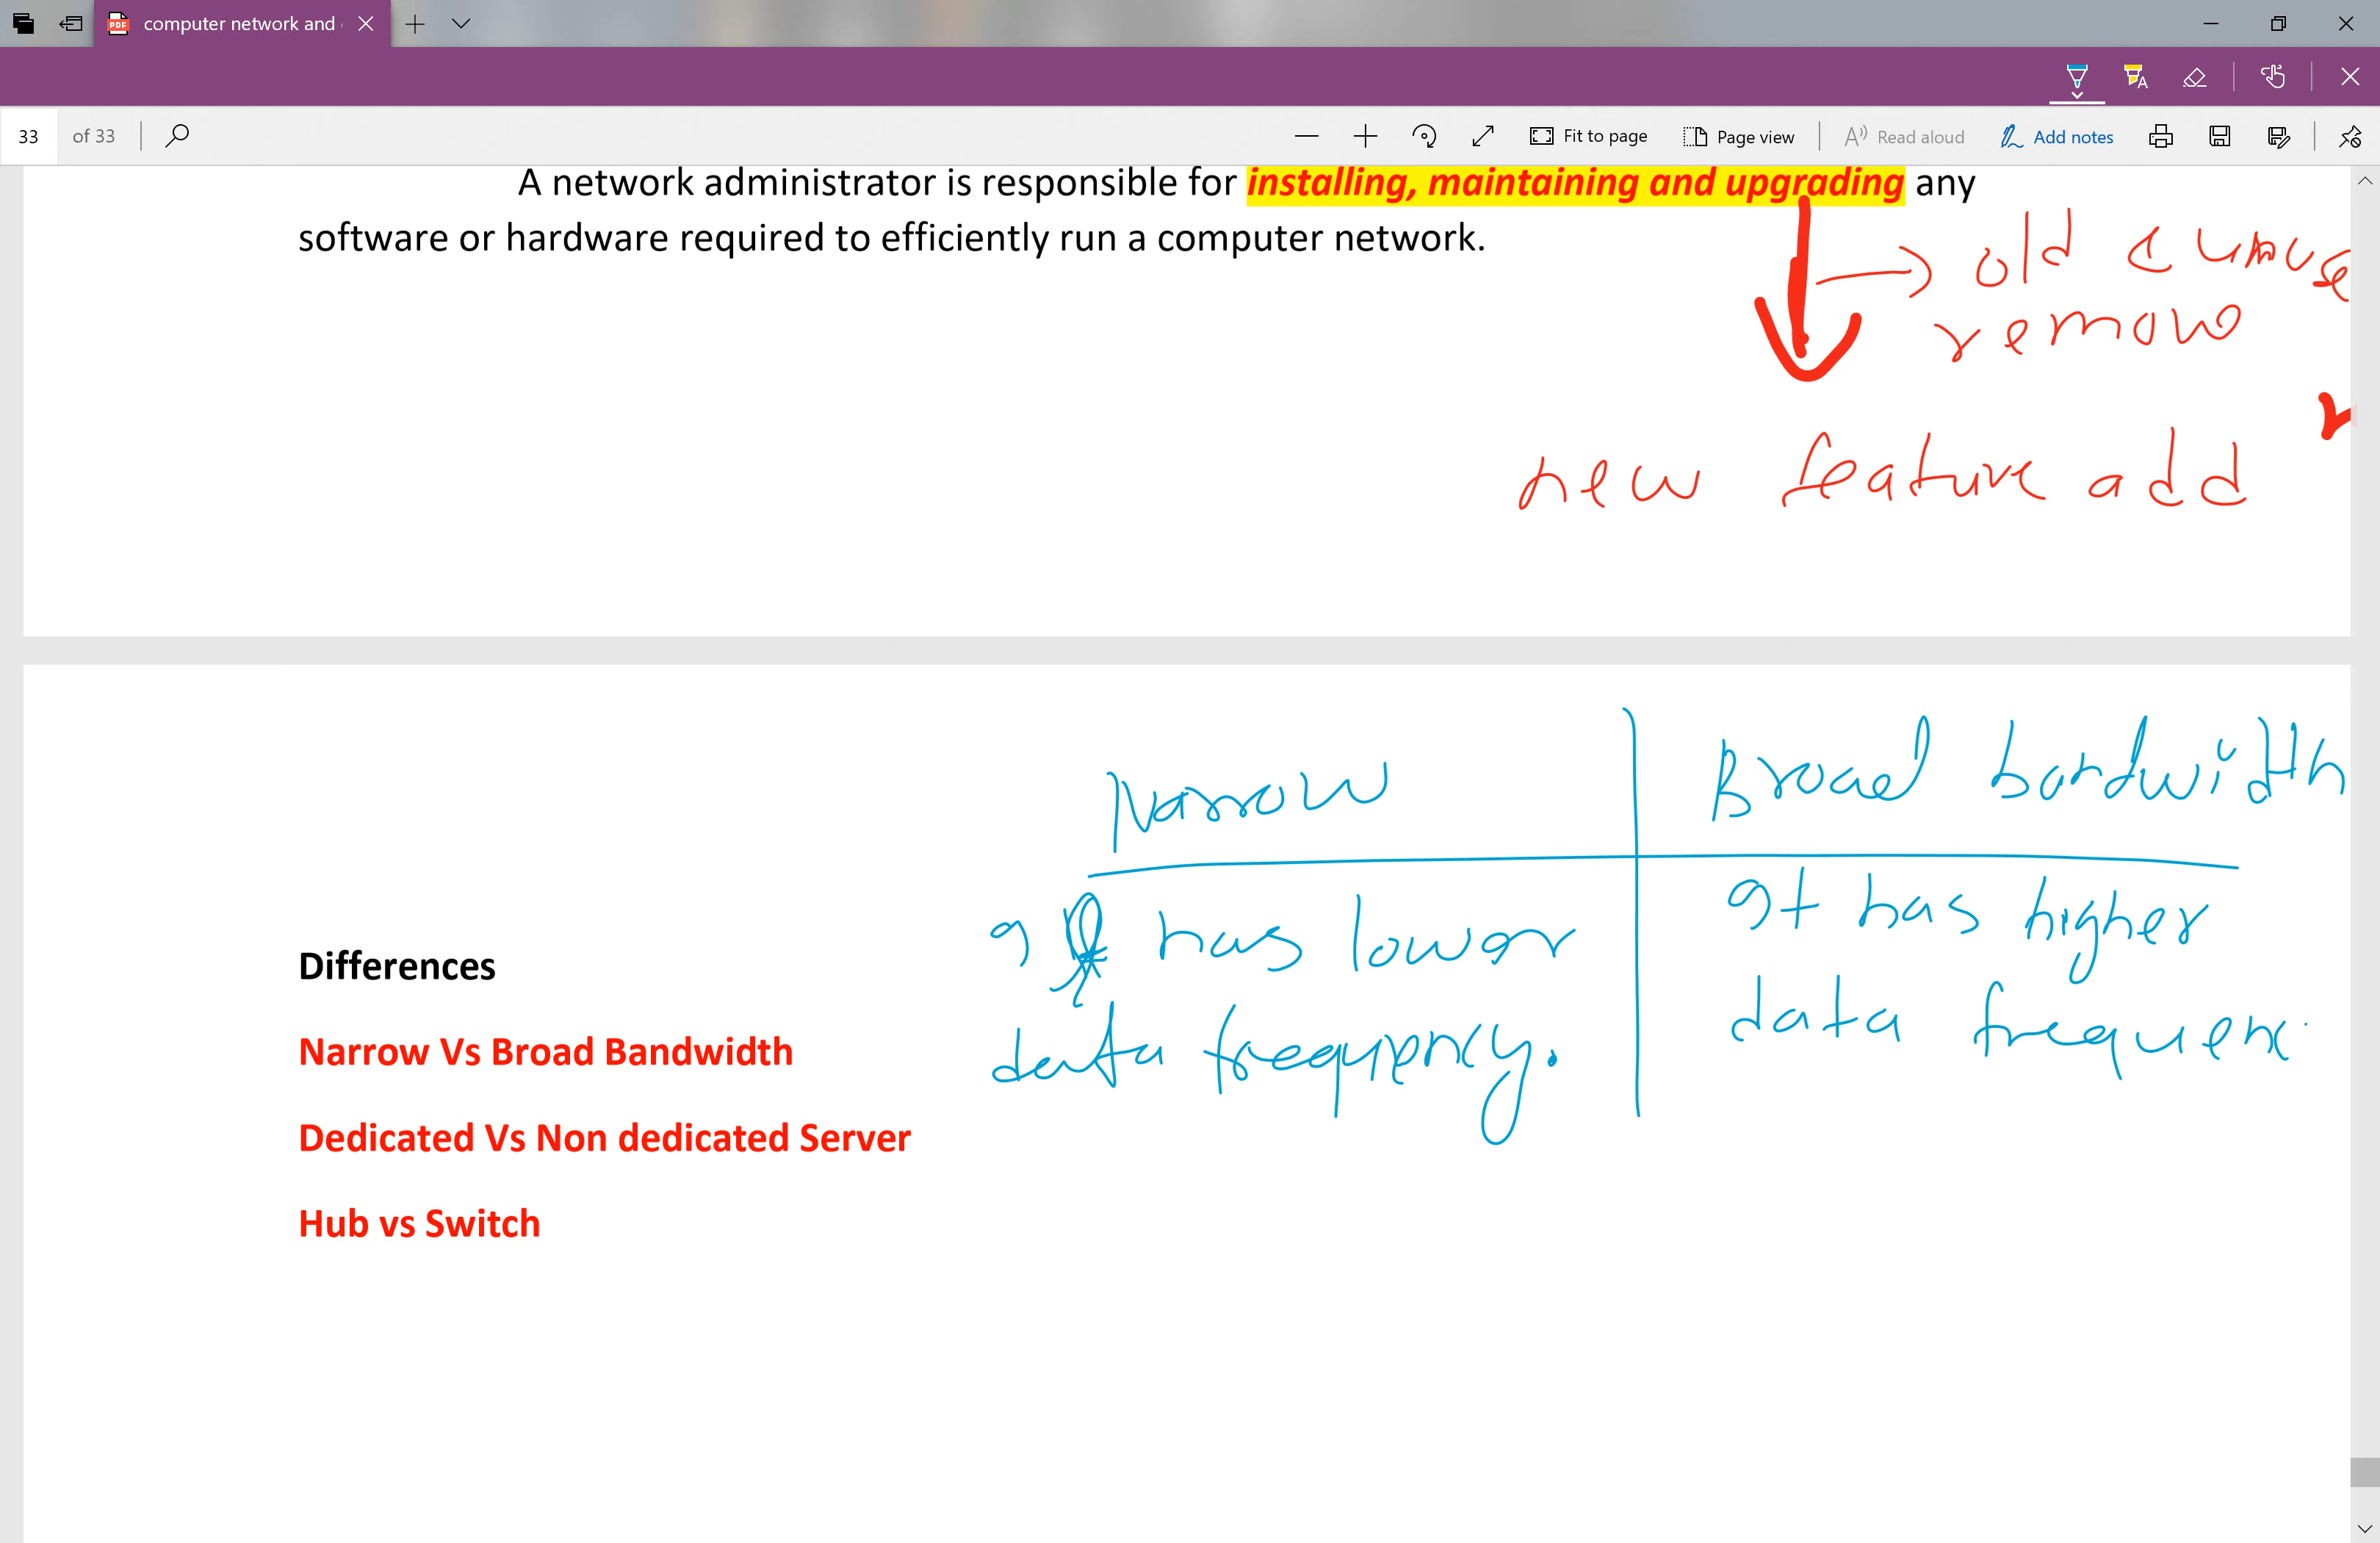 computer network and
33 of 33
Fit to page
Page view
Read aloud
Add notes
A network administrator is responsible for installing, maintaining and upgrading any
software or hardware required to efficiently run a computer network.
old
remove
new feature add
Narrow
Broad bandwidth
It has lower
data frequency.
It has higher
data frequenc
Differences
Narrow Vs Broad Bandwidth
Dedicated Vs Non dedicated Server
Hub vs Switch